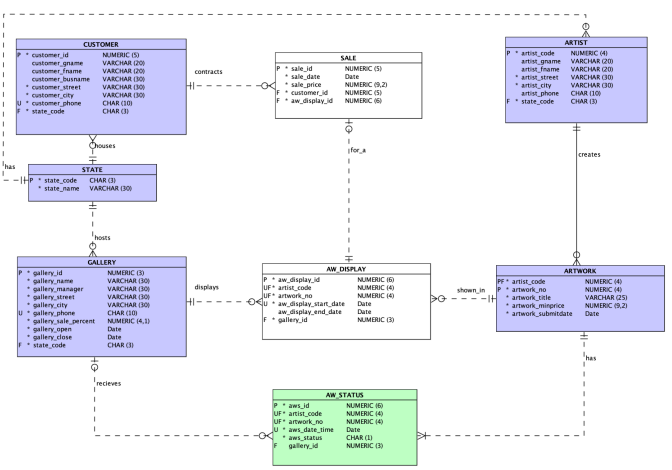 CUSTOMER
P * customer_id NUMERIC (5)
customer_gname VARCHAR (20)
customer_fname VARCHAR (20)
customer_busname VARCHAR (30)
* customer_street VARCHAR (30)
* customer_city VARCHAR (30)
U * customer_phone CHAR (10)
F * state_code CHAR (3)
contracts
SALE
P * sale_id NUMERIC (5)
* sale_date Date
* sale_price NUMERIC (9,2)
F * customer_id NUMERIC (5)
F * aw_display_id NUMERIC (6)
ARTIST
P * artist_code NUMERIC (4)
artist_gname VARCHAR (20)
artist_fname VARCHAR (20)
* artist_street VARCHAR (30)
* artist_city VARCHAR (30)
artist_phone CHAR (10)
F * state_code CHAR (3)
houses
for_a
creates
has
STATE
P * state_code CHAR (3)
* state_name VARCHAR (30)
hosts
GALLERY
P * gallery_id NUMERIC (3)
* gallery_name VARCHAR (30)
* gallery_manager VARCHAR (30)
* gallery_street VARCHAR (30)
* gallery_city VARCHAR (30)
U * gallery_phone CHAR (10)
* gallery_sale_percent NUMERIC (4,1)
* gallery_open Date
* gallery_close Date
F * state_code CHAR (3)
displays
AW_DISPLAY
P * aw_display_id NUMERIC (6)
UF* artist_code NUMERIC (4)
UF* artwork_no NUMERIC (4)
U * aw_display_start_date Date
aw_display_end_date Date
F * gallery_id NUMERIC (3)
shown_in
ARTWORK
PF* artist_code NUMERIC (4)
P * artwork_no NUMERIC (4)
* artwork_title VARCHAR (25)
* artwork_minprice NUMERIC (9,2)
* artwork_submitdate Date
has
recieves
AW_STATUS
P * aws_id NUMERIC (6)
UF* artist_code NUMERIC (4)
UF* artwork_no NUMERIC (4)
U * aws_date_time Date
* aws_status CHAR (1)
F gallery_id NUMERIC (3)